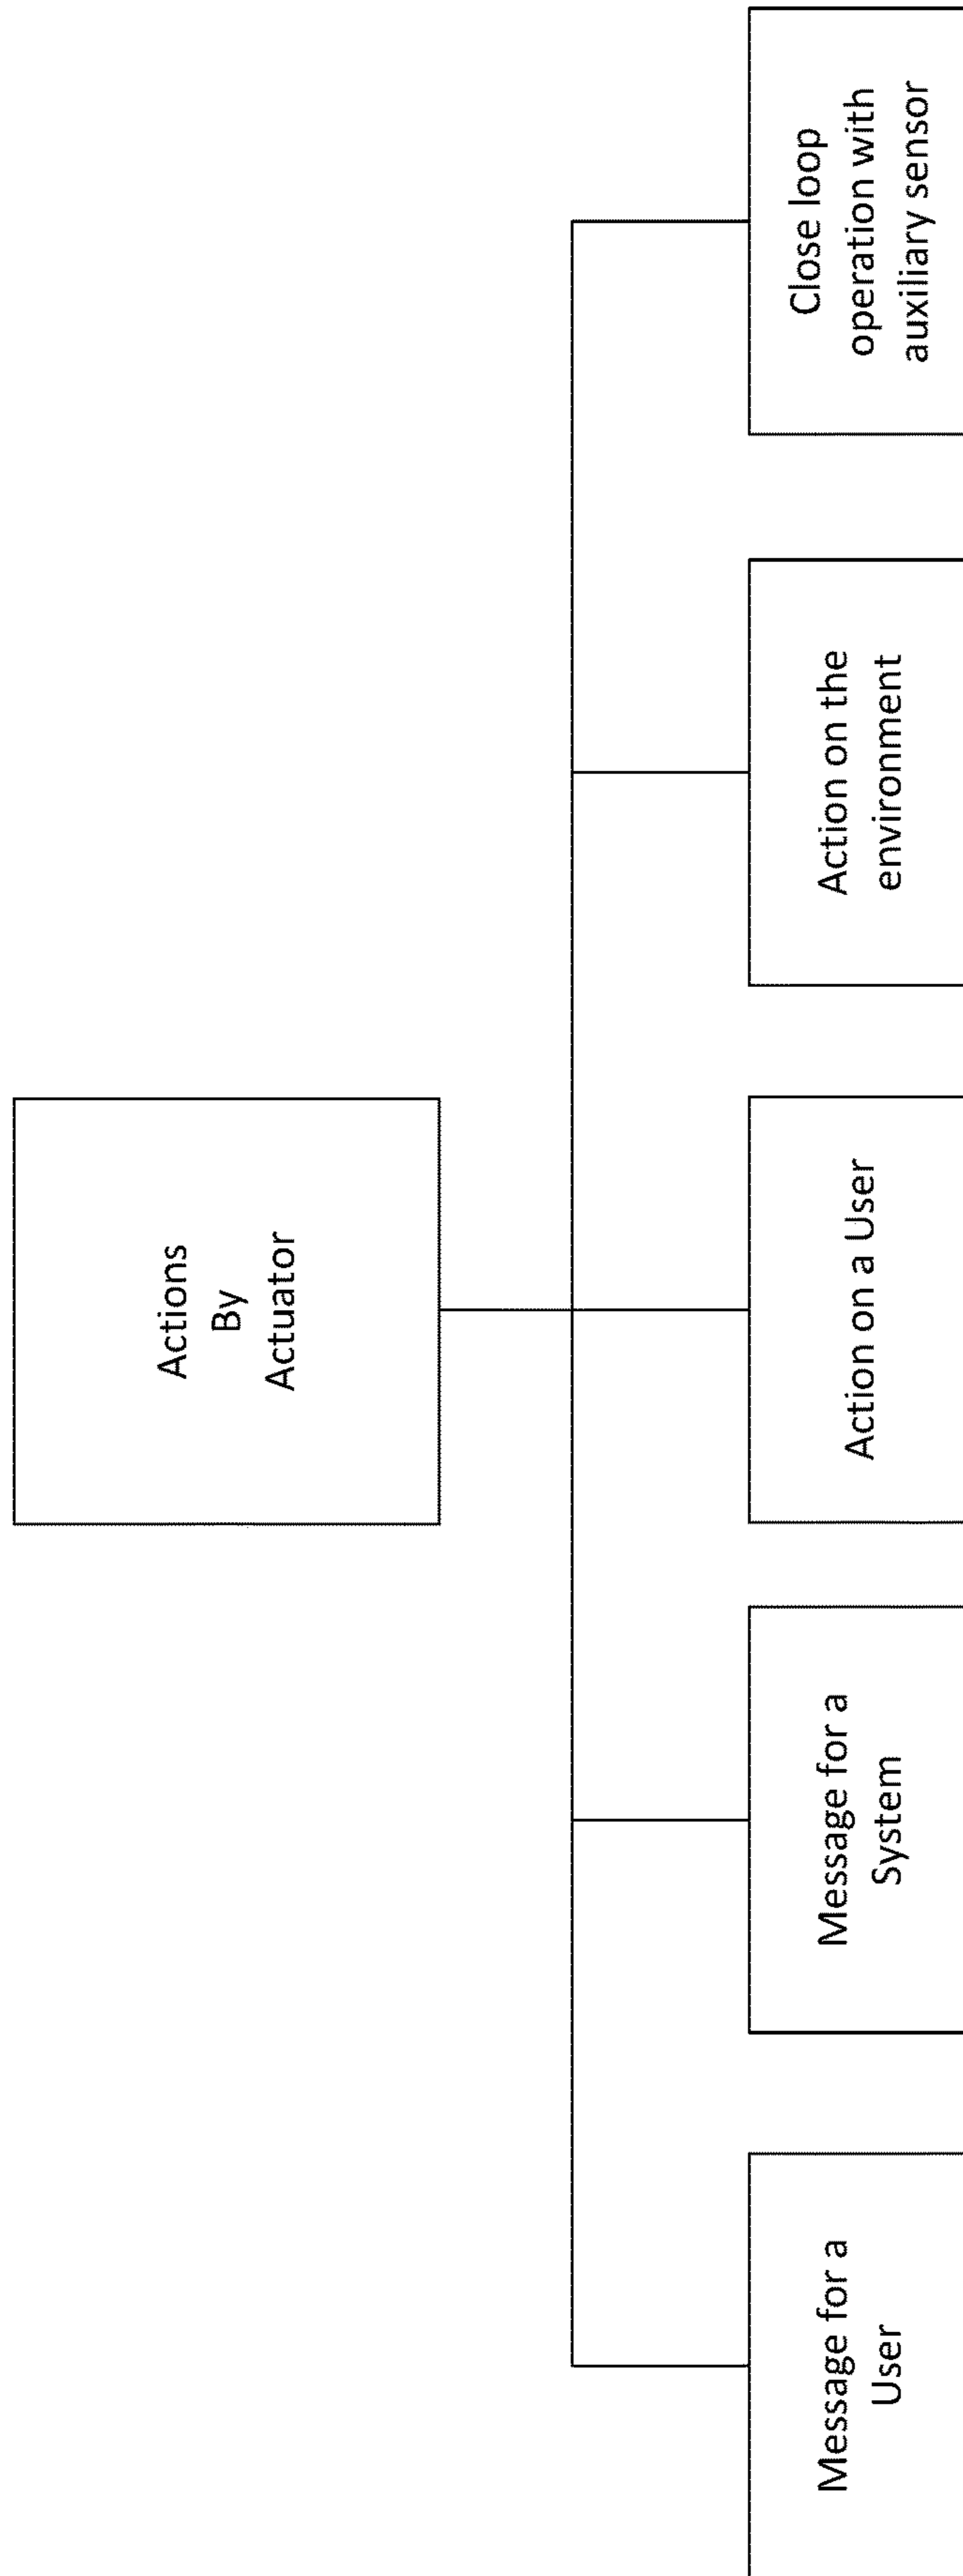 Actions
By
Actuator
Message for a
User
Message for a
System
Action on a User
Action on the
environment
Close loop
operation with
auxiliary sensor